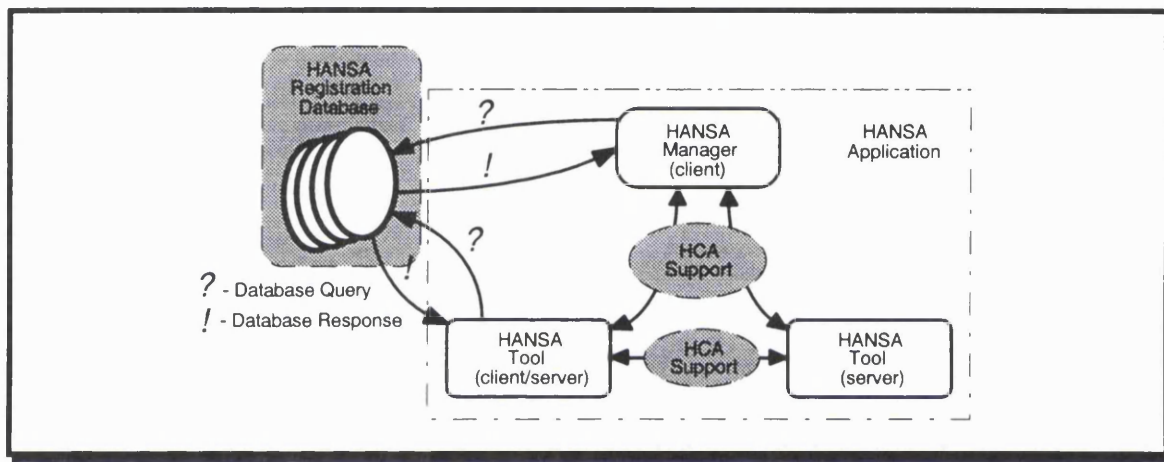 HANSA
Registration
Database
?
HANSA
Manager
(client)
HANSA
Application
!
?
HCA
Support
!
? - Database Query
! - Database Response
HANSA
Tool
(client/server)
HCA
Support
HANSA
Tool
(server)